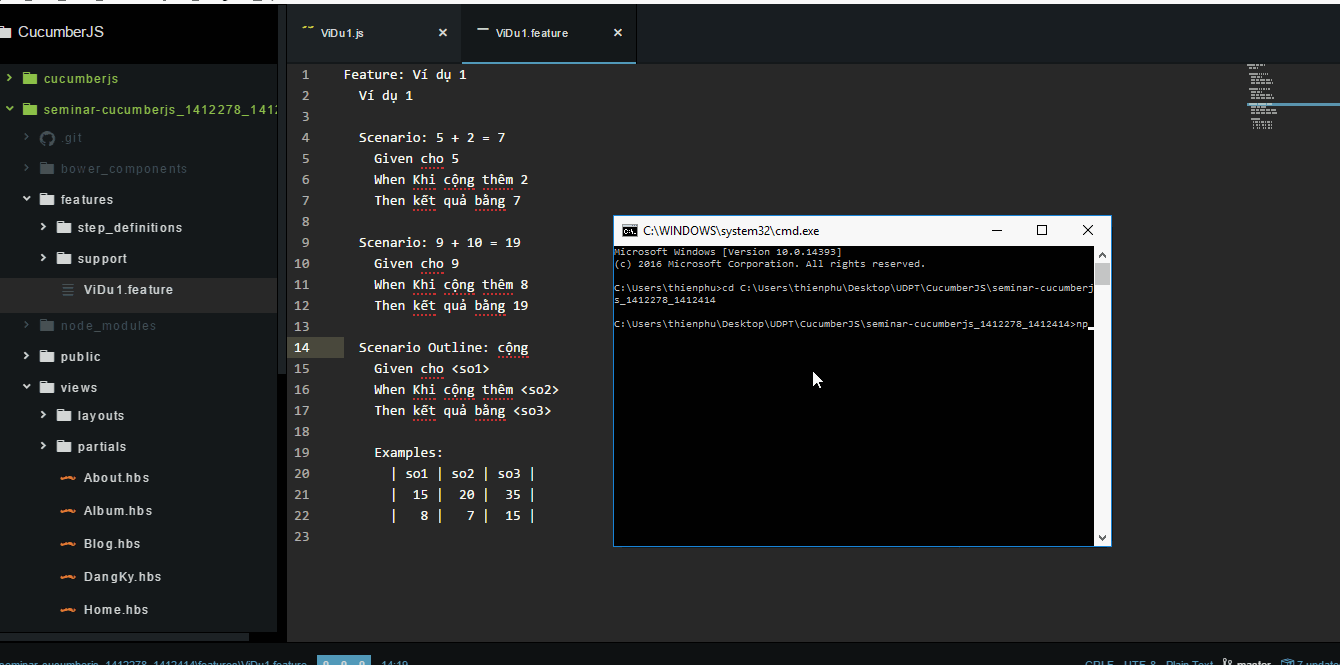 CucumberJS
cucumberjs
seminar-cucumberjs_1412278_141
.git
bower_components
features
step_definitions
support
ViDu1.feature
node_modules
public
views
layouts
partials
About.hbs
Album.hbs
Blog.hbs
DangKy.hbs
Home.hbs
ViDu1.js
ViDu1.feature
1 Feature: Ví dụ 1
2 Ví dụ 1
3
4 Scenario: 5 + 2 = 7
5 Given cho 5
6 When Khi cộng thêm 2
7 Then kết quả bằng 7
8
9 Scenario: 9 + 10 = 19
10 Given cho 9
11 When Khi cộng thêm 8
12 Then kết quả bằng 19
13
14 Scenario Outline: cộng
15 Given cho <so1>
16 When Khi cộng thêm <so2>
17 Then kết quả bằng <so3>
18
19 Examples:
20 | so1 | so2 | so3 |
21 | 15 | 20 | 35 |
22 | 8 | 7 | 15 |
23
C:\WINDOWS\system32\cmd.exe
Microsoft Windows [Version 10.0.14393]
(c) 2016 Microsoft Corporation. All rights reserved.
C:\Users\thienphu>cd C:\Users\thienphu\Desktop\UDPT\CucumberJS\seminar-cucumberj
s_1412278_1412414
C:\Users\thienphu\Desktop\UDPT\CucumberJS\seminar-cucumberjs_1412278_1412414>np_
seminar-cucumberjs_1412278_1412414\features\ViDu1.feature 0 0 0 14:19 CRLF UTF-8 Plain Text master 7 update